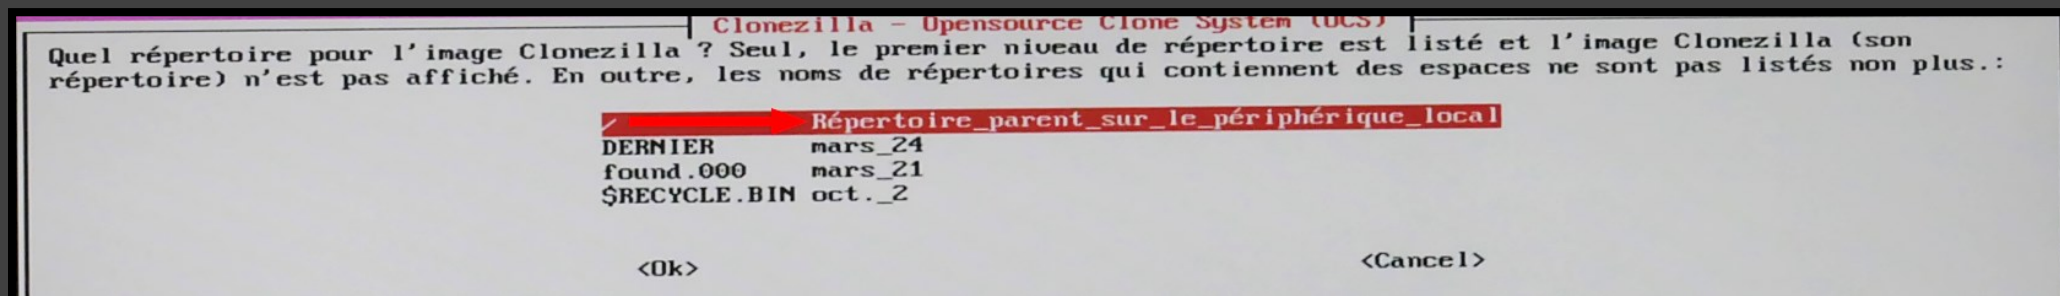 Clonezilla - Opensource Clone System (OCS)
Quel répertoire pour l'image Clonezilla ? Seul, le premier niveau de répertoire est listé et l'image Clonezilla (son
répertoire) n'est pas affiché. En outre, les noms de répertoires qui contiennent des espaces ne sont pas listés non plus.:
/ Répertoire_parent_sur_le_périphérique_local
DERNIER mars_24
found.000 mars_21
$RECYCLE.BIN oct._2
<Ok> <Cancel>